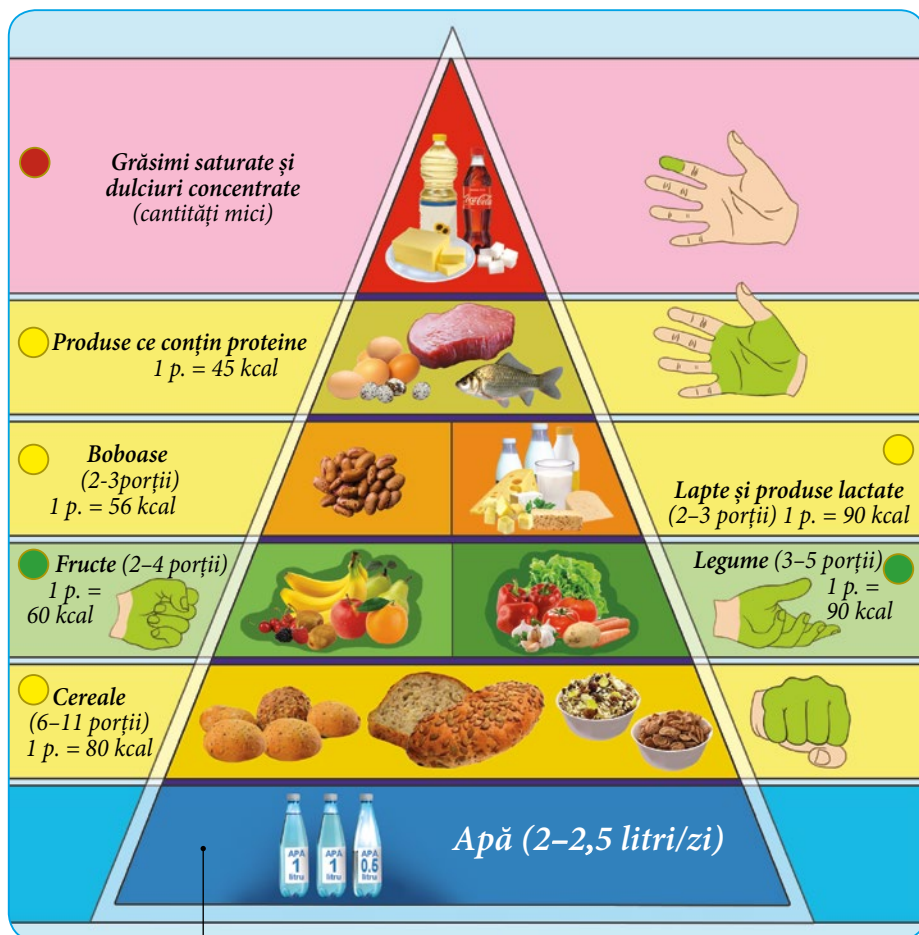 Grăsimi saturate și
dulciuri concentrate
(cantități mici)
Coca-Cola
Produse ce conțin proteine
1 p. = 45 kcal
Boboase
(2-3porții)
1 p. = 56 kcal
Lapte și produse lactate
(2–3 porții) 1 p. = 90 kcal
Fructe (2–4 porții)
1 p. =
60 kcal
Legume (3–5 porții)
1 p. =
90 kcal
Cereale
(6–11 porții)
1 p. = 80 kcal
APĂ
1
litru
APĂ
1
litru
APĂ
0.5
litru
Apă (2–2,5 litri/zi)